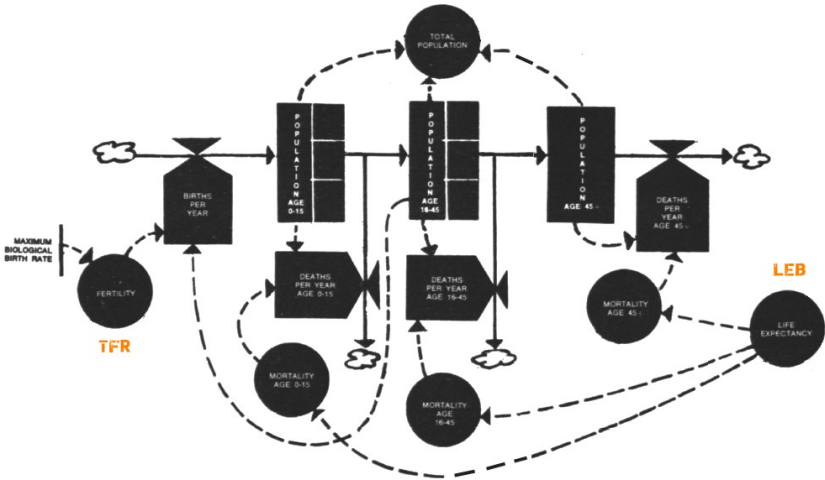 TOTAL
POPULATION
POPULATION
AGE
0-15
POPULATION
AGE
16-45
POPULATION
AGE 45+
BIRTHS
PER
YEAR
DEATHS
PER
YEAR
AGE 45+
MAXIMUM
BIOLOGICAL
BIRTH RATE
FERTILITY
TFR
DEATHS
PER YEAR
AGE 0-15
DEATHS
PER YEAR
AGE 16-45
MORTALITY
AGE 45+
LEB
LIFE
EXPECTANCY
MORTALITY
AGE 0-15
MORTALITY
AGE
16-45